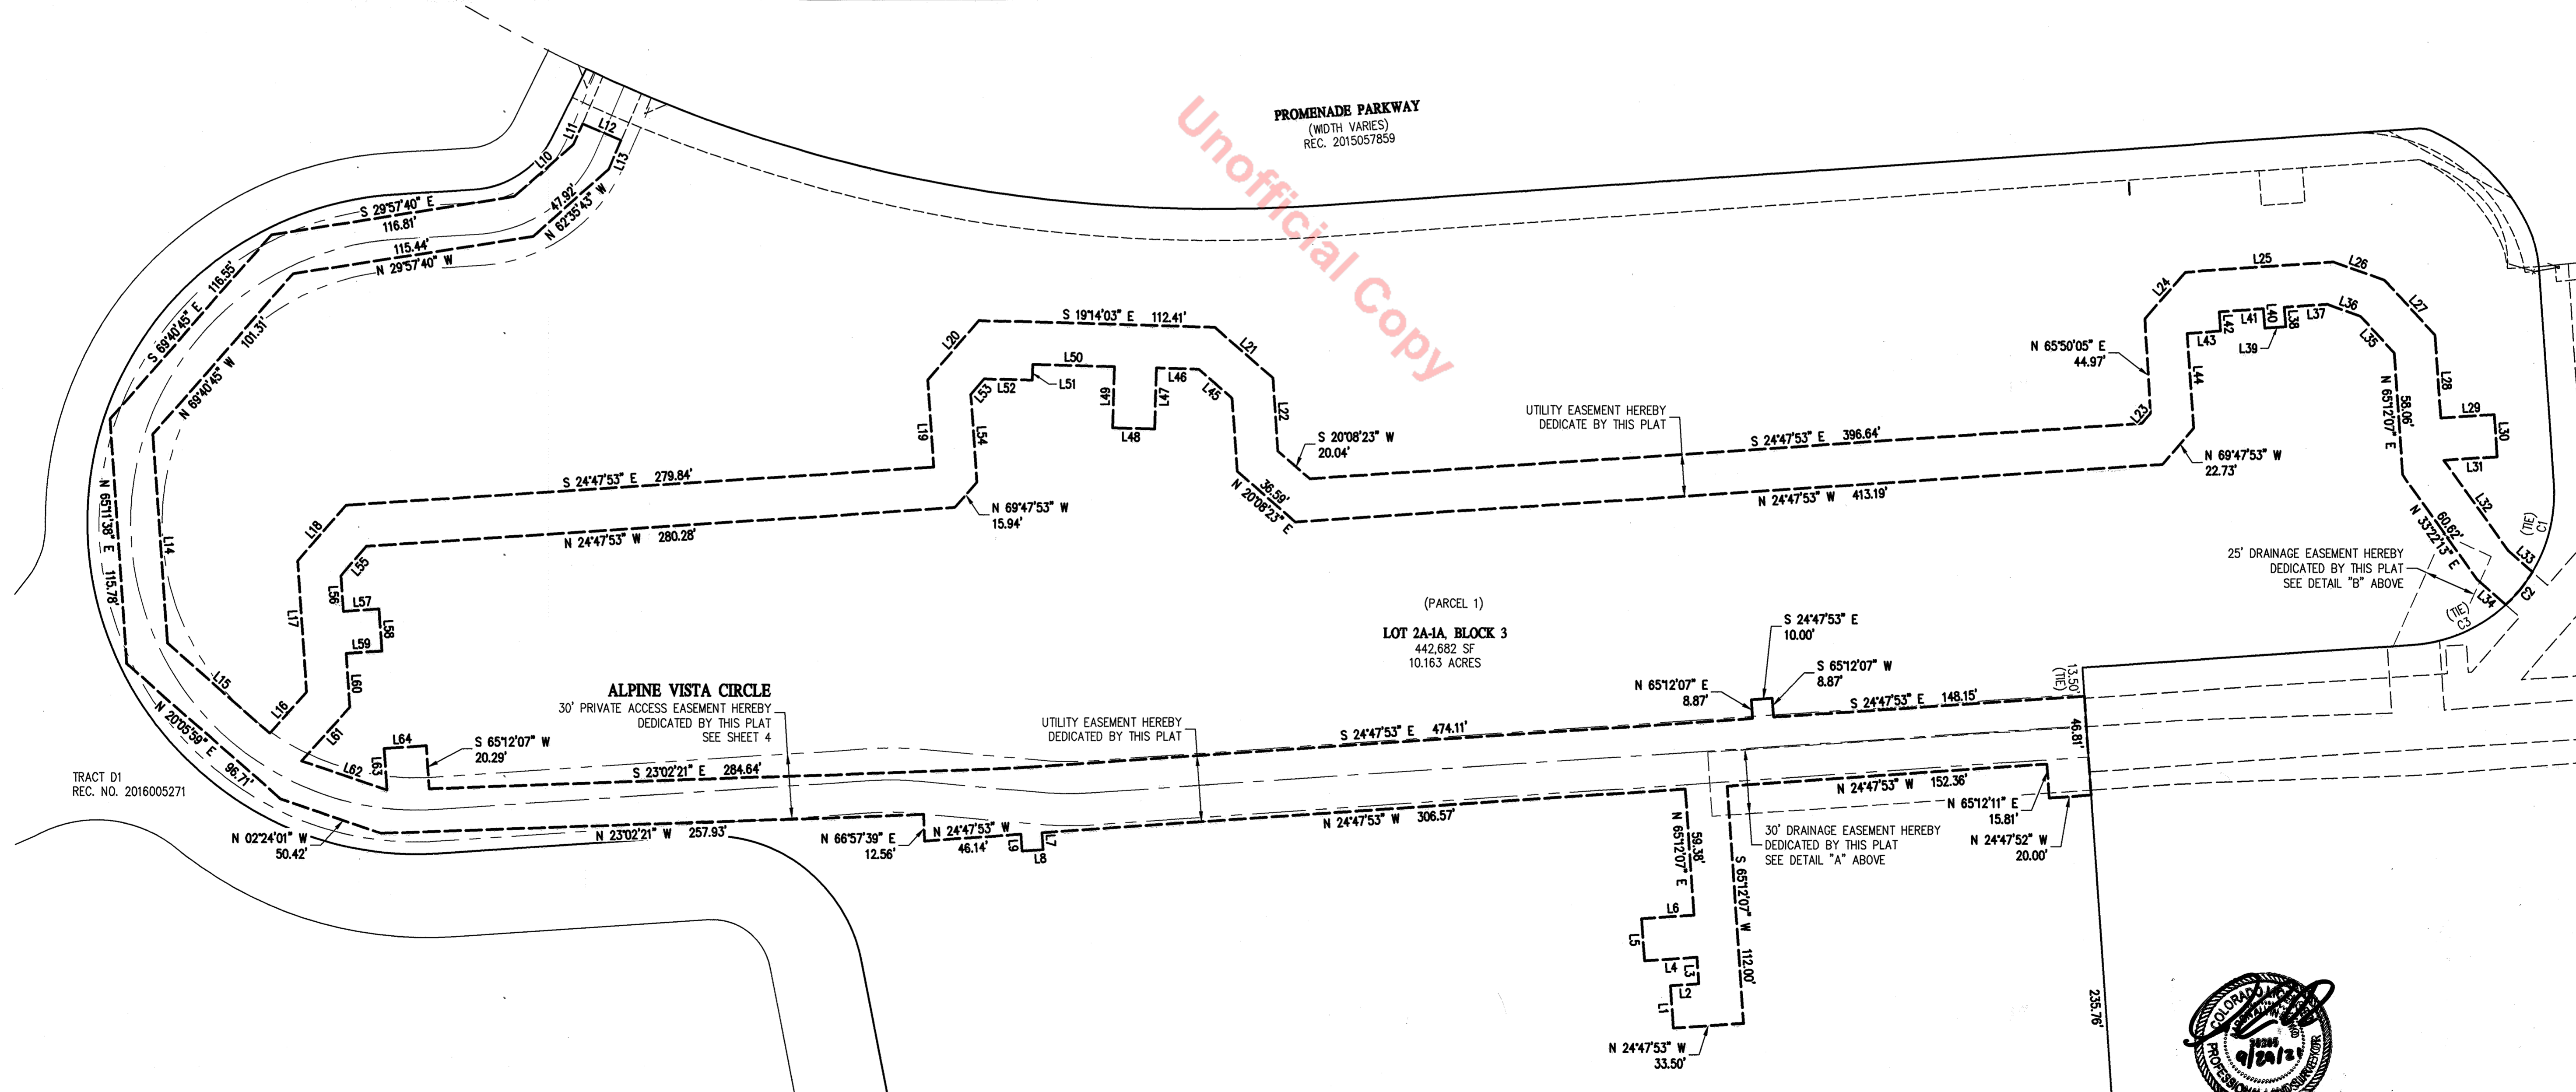 PROMENADE PARKWAY
(WIDTH VARIES)
REC. 2015057859
Unofficial Copy
L11
L12
L10
L13
47.92'
N 62°35'43" W
S 29°57'40" E
116.81'
115.44'
N 29°57'40" W
S 69°40'45" E 116.55'
N 69°40'45" W 101.31'
N 65°11'38" E 115.78'
L14
L15
L16
L17
L18
N 20°05'59" E
96.71'
N 02°24'01" W
50.42'
TRACT D1
REC. NO. 2016005271
S 24°47'53" E 279.84'
N 24°47'53" W 280.28'
L19
L20
S 19°14'03" E 112.41'
L21
L22
S 20°08'23" W
20.04'
36.59'
N 20°08'23" E
L45
L46
L47
L48
L49
L50
L51
L52
L53
L54
N 69°47'53" W
15.94'
L55
L56
L57
L58
L59
L60
L61
L62
L63
L64
S 65°12'07" W
20.29'
ALPINE VISTA CIRCLE
30' PRIVATE ACCESS EASEMENT HEREBY
DEDICATED BY THIS PLAT
SEE SHEET 4
S 23°02'21" E 284.64'
N 23°02'21" W 257.93'
N 66°57'39" E
12.56'
N 24°47'53" W
46.14'
L9
L8
L7
UTILITY EASEMENT HEREBY
DEDICATED BY THIS PLAT
S 24°47'53" E 474.11'
N 24°47'53" W 306.57'
UTILITY EASEMENT HEREBY
DEDICATE BY THIS PLAT
S 24°47'53" E 396.64'
N 24°47'53" W 413.19'
(PARCEL 1)
LOT 2A-1A, BLOCK 3
442,682 SF
10.163 ACRES
N 65°50'05" E
44.97'
L23
L24
L25
L26
L27
L28
L29
L30
L31
L32
L33
L34
L35
L36
L37
L38
L39
L40
L41
L42
L43
L44
N 69°47'53" W
22.73'
58.06'
N 65°12'07" E
60.62'
N 33°22'13" E
(TIE)
C1
C2
(TIE)
C3
25' DRAINAGE EASEMENT HEREBY
DEDICATED BY THIS PLAT
SEE DETAIL "B" ABOVE
S 24°47'53" E
10.00'
N 65°12'07" E
8.87'
S 65°12'07" W
8.87'
S 24°47'53" E 148.15'
13.50'
(TIE)
46.81'
N 24°47'53" W 152.36'
N 65°12'11" E
15.81'
N 24°47'52" W
20.00'
30' DRAINAGE EASEMENT HEREBY
DEDICATED BY THIS PLAT
SEE DETAIL "A" ABOVE
59.38'
N 65°12'07" E
S 65°12'07" W 112.00'
L6
L5
L4
L3
L2
L1
N 24°47'53" W
33.50'
235.76'
COLORADO
9/29/21
PROFESSIONAL LAND SURVEYOR